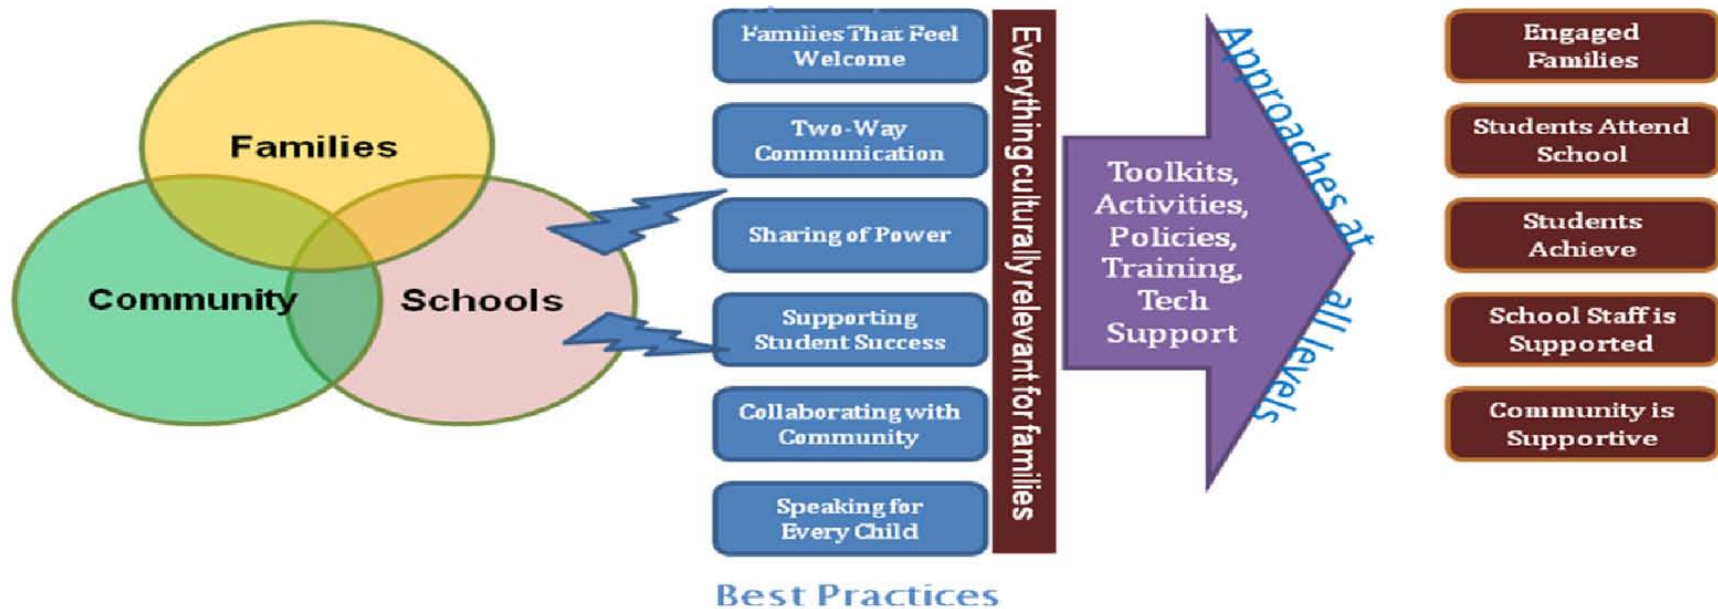 Families
Community
Schools
Families That Feel
Welcome
Two-Way
Communication
Sharing of Power
Supporting
Student Success
Collaborating with
Community
Speaking for
Every Child
Best Practices
Everything culturally relevant for families
Toolkits,
Activities,
Policies,
Training,
Tech
Support
Approaches at
all levels
Engaged
Families
Students Attend
School
Students
Achieve
School Staff is
Supported
Community is
Supportive